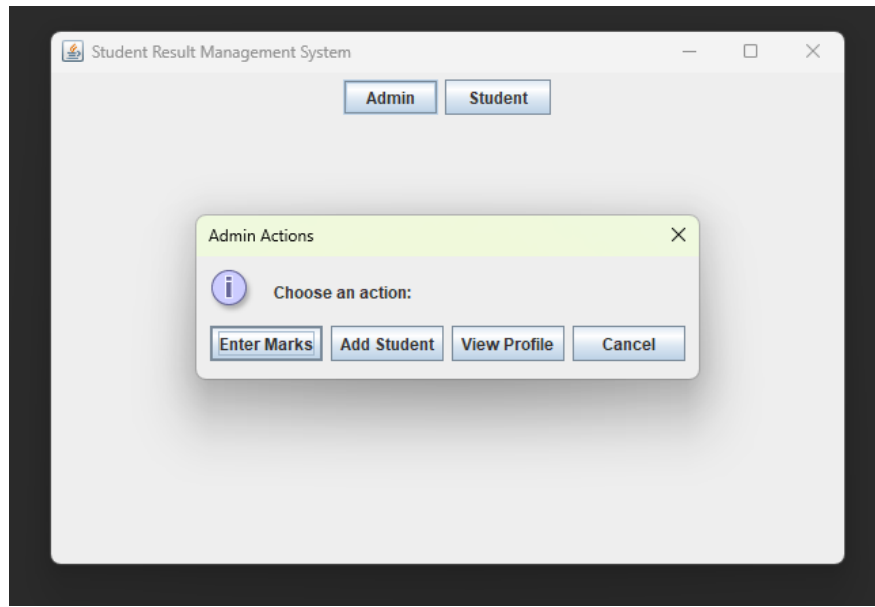 Student Result Management System
Admin Student
Admin Actions
i Choose an action:
Enter Marks Add Student View Profile Cancel